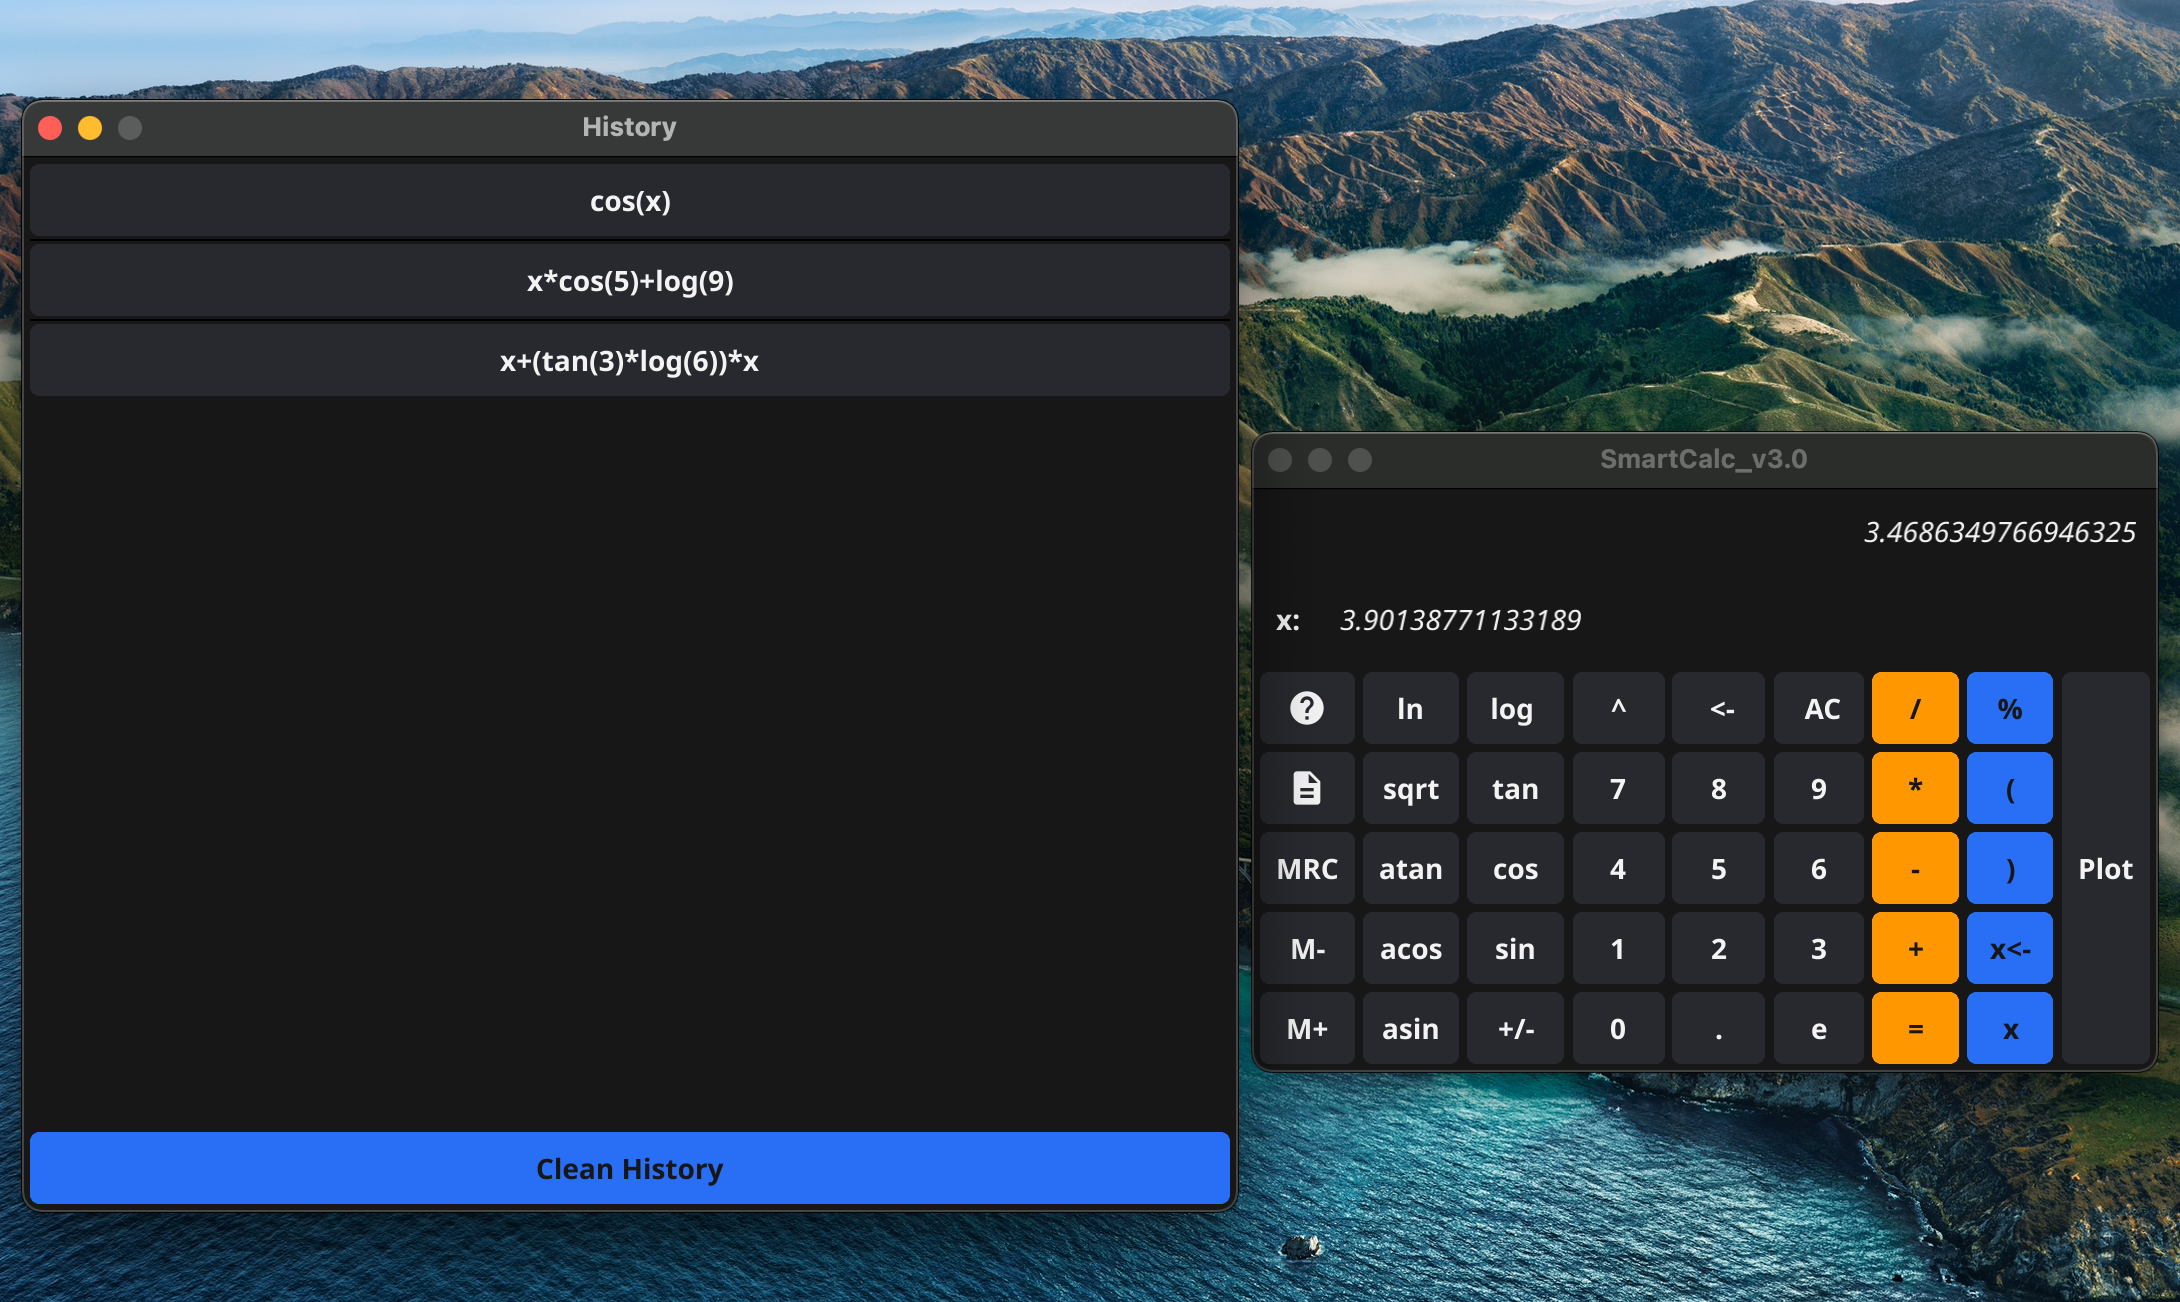 History
cos(x)
x*cos(5)+log(9)
x+(tan(3)*log(6))*x
Clean History
SmartCalc_v3.0
3.4686349766946325
x: 3.90138771133189
? ln log ^ <- AC / %
sqrt tan 7 8 9 * (
MRC atan cos 4 5 6 - ) Plot
M- acos sin 1 2 3 + x<-
M+ asin +/- 0 . e = x